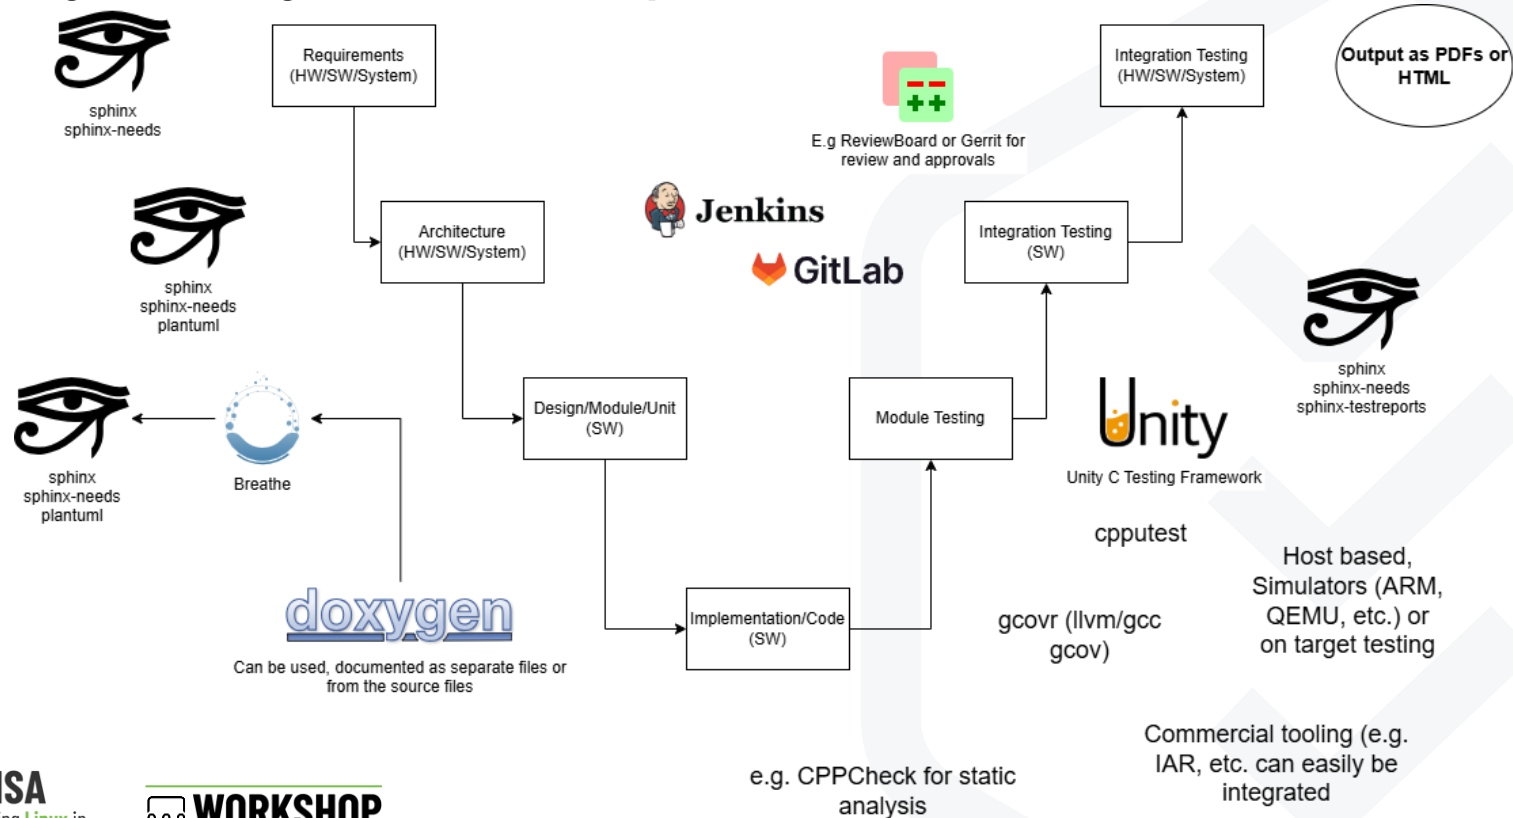 sphinx
sphinx-needs
Requirements
(HW/SW/System)
E.g ReviewBoard or Gerrit for
review and approvals
Integration Testing
(HW/SW/System)
Output as PDFs or
HTML
sphinx
sphinx-needs
plantuml
Architecture
(HW/SW/System)
Jenkins
GitLab
Integration Testing
(SW)
sphinx
sphinx-needs
sphinx-testreports
sphinx
sphinx-needs
plantuml
Breathe
Design/Module/Unit
(SW)
Module Testing
Unity
Unity C Testing Framework
cpputest
Host based,
Simulators (ARM,
QEMU, etc.) or
on target testing
doxygen
Can be used, documented as separate files or
from the source files
Implementation/Code
(SW)
gcovr (llvm/gcc
gcov)
e.g. CPPCheck for static
analysis
Commercial tooling (e.g.
IAR, etc. can easily be
integrated
WORKSHOP